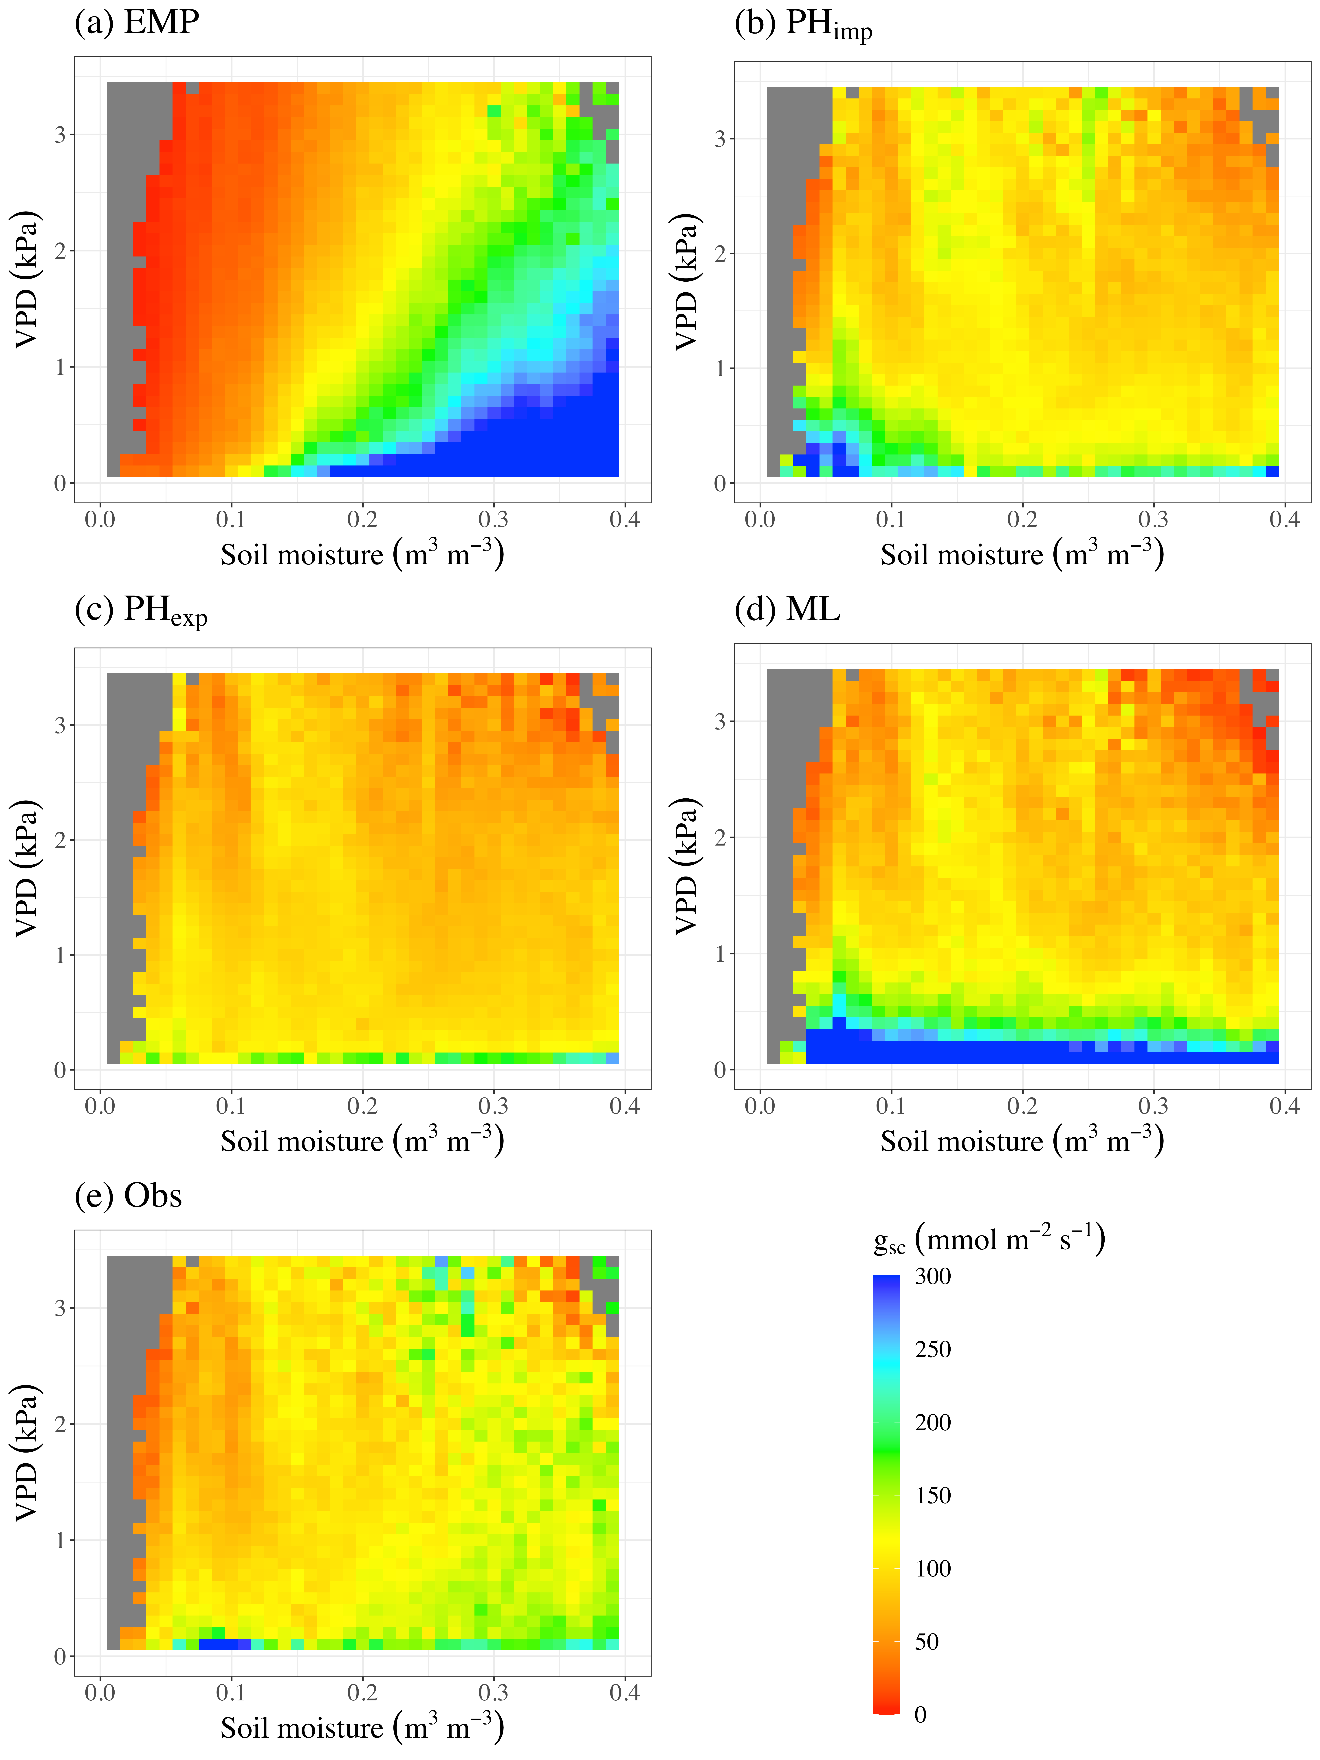 (a) EMP
VPD (kPa)
3
2
1
0
0.0 0.1 0.2 0.3 0.4
Soil moisture (m³ m⁻³)
(b) PHimp
VPD (kPa)
3
2
1
0
0.0 0.1 0.2 0.3 0.4
Soil moisture (m³ m⁻³)
(c) PHexp
VPD (kPa)
3
2
1
0
0.0 0.1 0.2 0.3 0.4
Soil moisture (m³ m⁻³)
(d) ML
VPD (kPa)
3
2
1
0
0.0 0.1 0.2 0.3 0.4
Soil moisture (m³ m⁻³)
(e) Obs
VPD (kPa)
3
2
1
0
0.0 0.1 0.2 0.3 0.4
Soil moisture (m³ m⁻³)
gsc (mmol m⁻² s⁻¹)
300
250
200
150
100
50
0